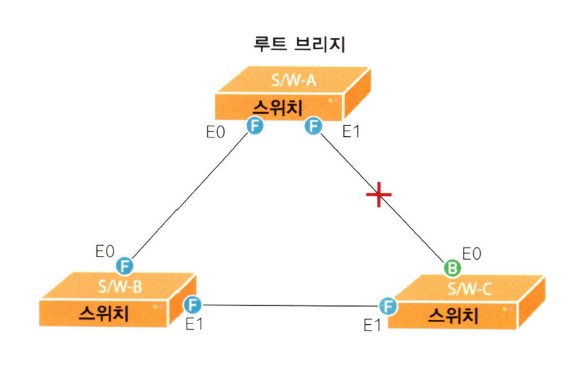 루트 브리지
S/W-A
스위치
E0 F F E1
E0 F
B E0
S/W-B
스위치
F E1
S/W-C
스위치
F E1